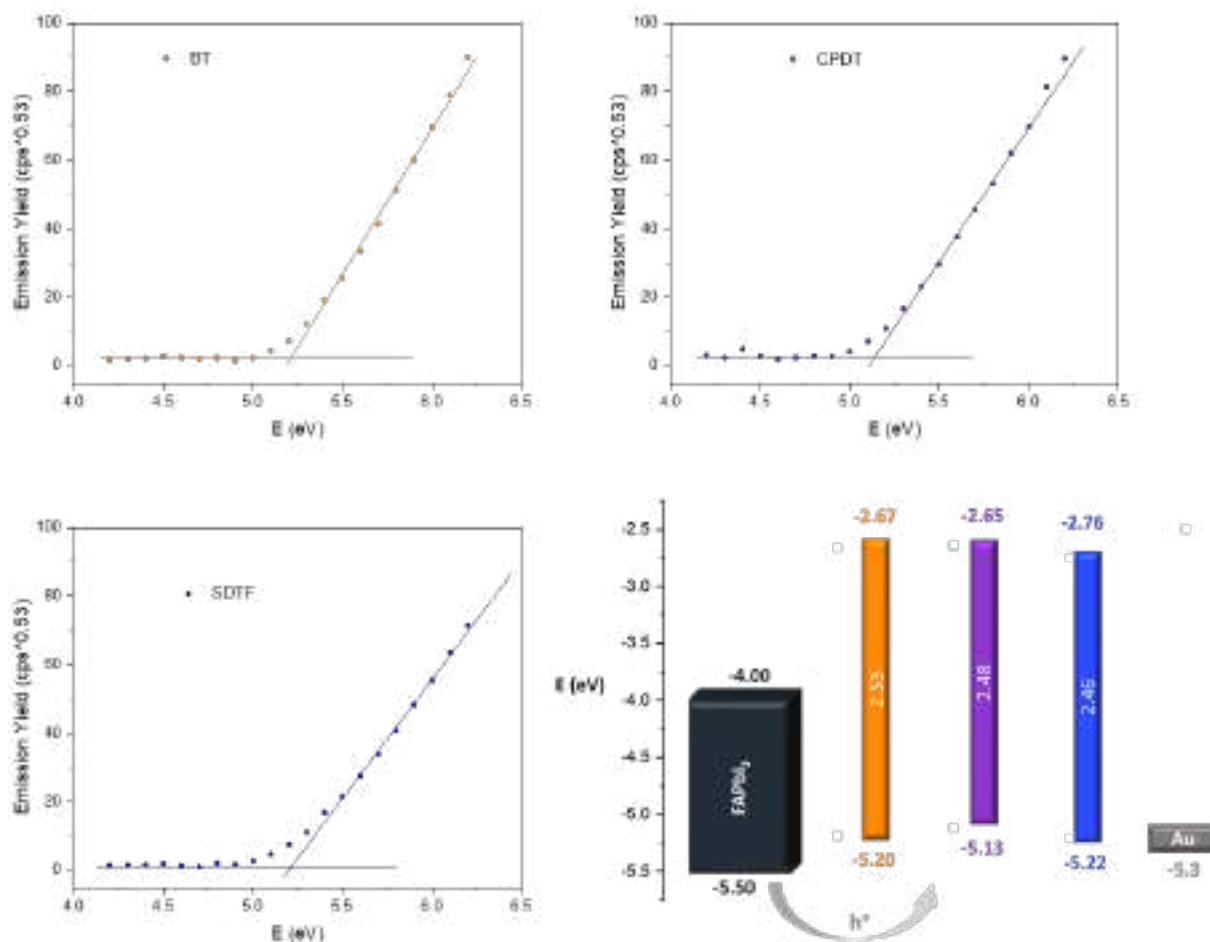 BT
Emission Yield (cps^0.53)
100
80
60
40
20
0
4.0 4.5 5.0 5.5 6.0 6.5
E (eV)
CPDT
Emission Yield (cps^0.53)
100
80
60
40
20
0
4.0 4.5 5.0 5.5 6.0 6.5
E (eV)
SDTF
Emission Yield (cps^0.53)
100
80
60
40
20
0
4.0 4.5 5.0 5.5 6.0 6.5
E (eV)
E (eV)
-2.5
-3.0
-3.5
-4.0
-4.5
-5.0
-5.5
-4.00
FAPbI3
-5.50
-2.67
2.53
-5.20
-2.65
2.48
-5.13
-2.76
2.46
-5.22
Au
-5.3
h+